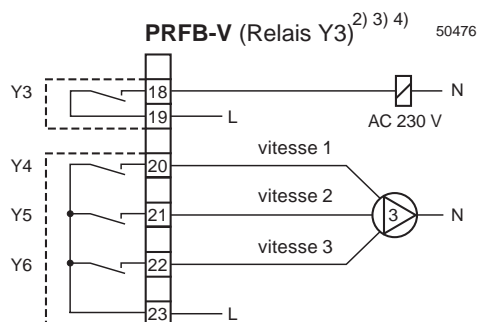 PRFB-V (Relais Y3) 2) 3) 4) 50476
Y3 18 N
19 L AC 230 V
Y4 20 vitesse 1
Y5 21 vitesse 2 3 N
Y6 22 vitesse 3
23 L